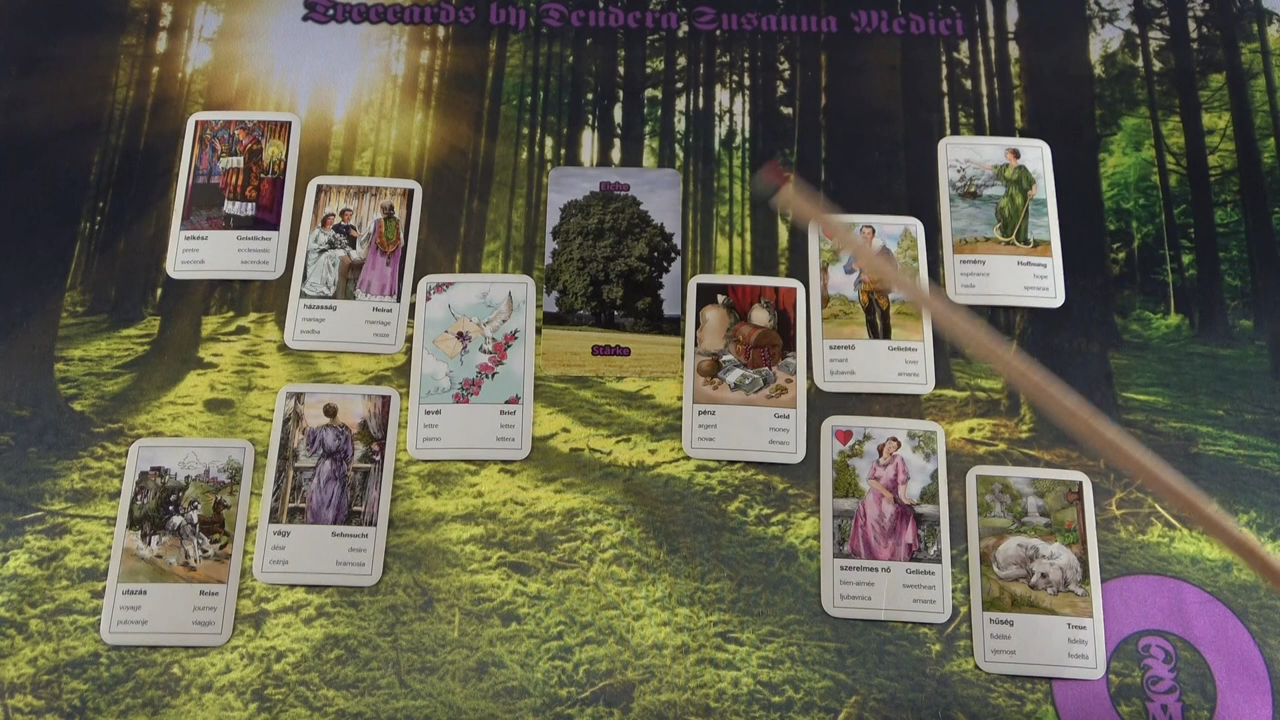 Treecards by Dendera Susanna Medici
lelkész Geistlicher
pretre ecclesiastic
svećenik sacerdote
házasság Heirat
mariage marriage
svadba nozze
levél Brief
lettre letter
pismo lettera
Eiche
Stärke
pénz Geld
argent money
novac denaro
szerető Geliebter
amant lover
ljubavnik amante
remény Hoffnung
espérance hope
nada speranza
utazás Reise
voyage journey
putovanje viaggio
vágy Sehnsucht
désir desire
čežnja bramosia
szerelmes nő Geliebte
bien-aimée sweetheart
ljubavnica amante
hűség Treue
fidélité fidelity
vjernost fedeltà